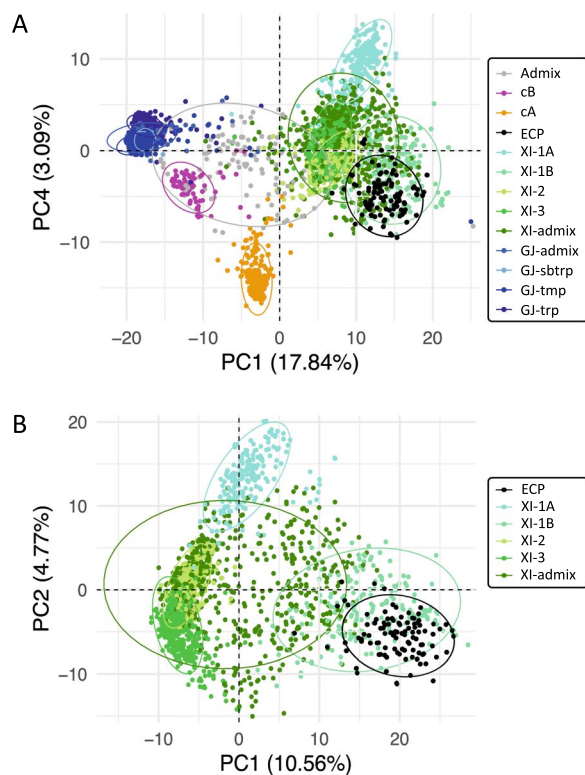 A
10
0
−10
PC4 (3.09%)
−20
−10
0
10
20
PC1 (17.84%)
Admix
cB
cA
ECP
XI-1A
XI-1B
XI-2
XI-3
XI-admix
GJ-admix
GJ-sbtrp
GJ-tmp
GJ-trp
B
20
10
0
−10
PC2 (4.77%)
−10
0
10
20
PC1 (10.56%)
ECP
XI-1A
XI-1B
XI-2
XI-3
XI-admix